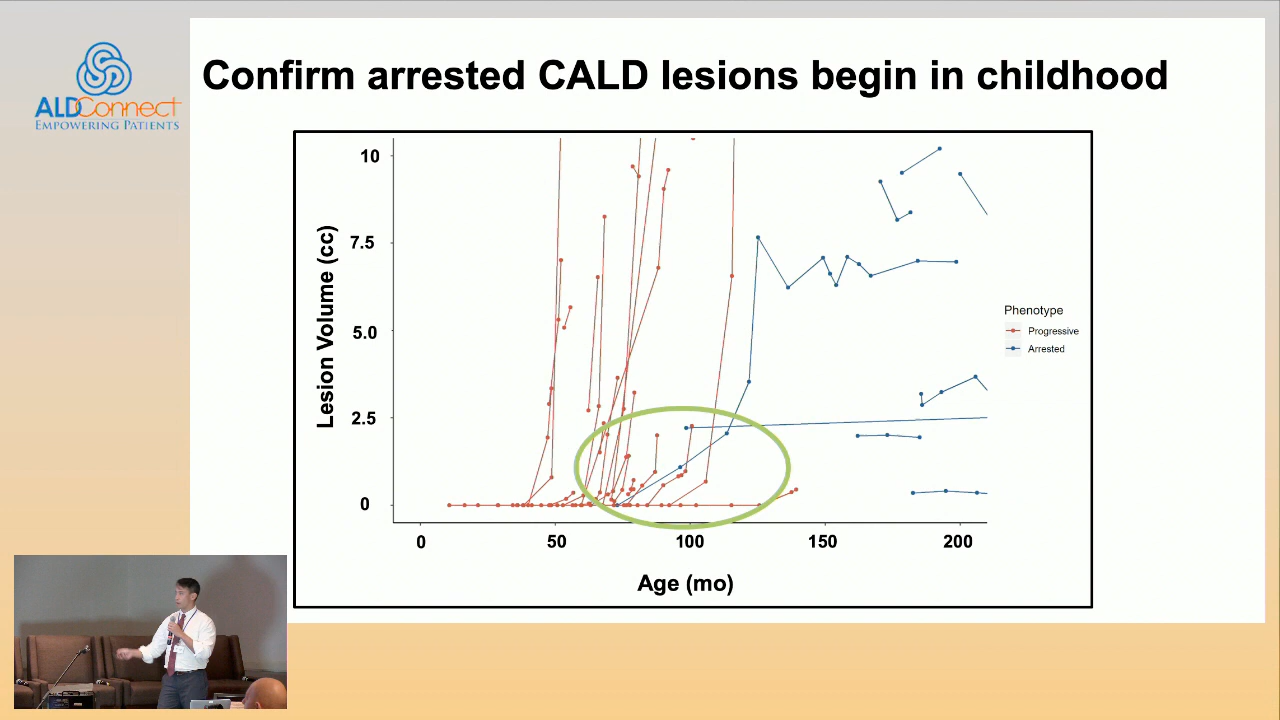 ALDConnect
EMPOWERING PATIENTS
Confirm arrested CALD lesions begin in childhood
10
7.5
5.0
2.5
0
Lesion Volume (cc)
0
50
100
150
200
Age (mo)
Phenotype
Progressive
Arrested